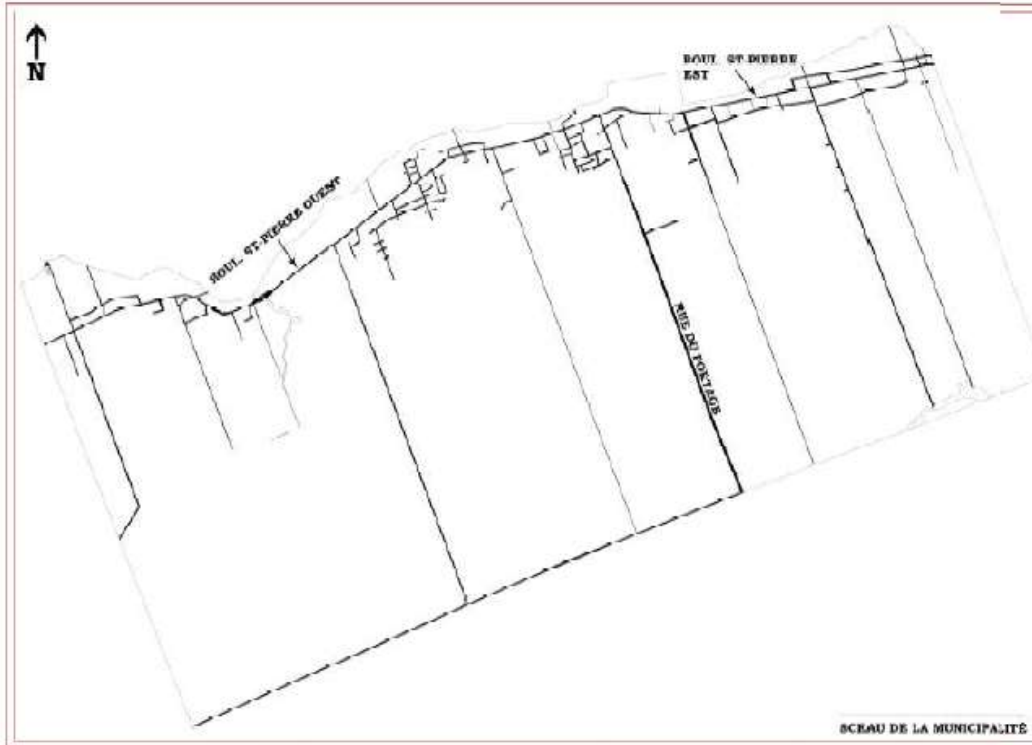 N
BOUL ST-PIERRE
EST
BOUL ST-PIERRE OUEST
RUE DU PORTAGE
SCEAU DE LA MUNICIPALITÉ